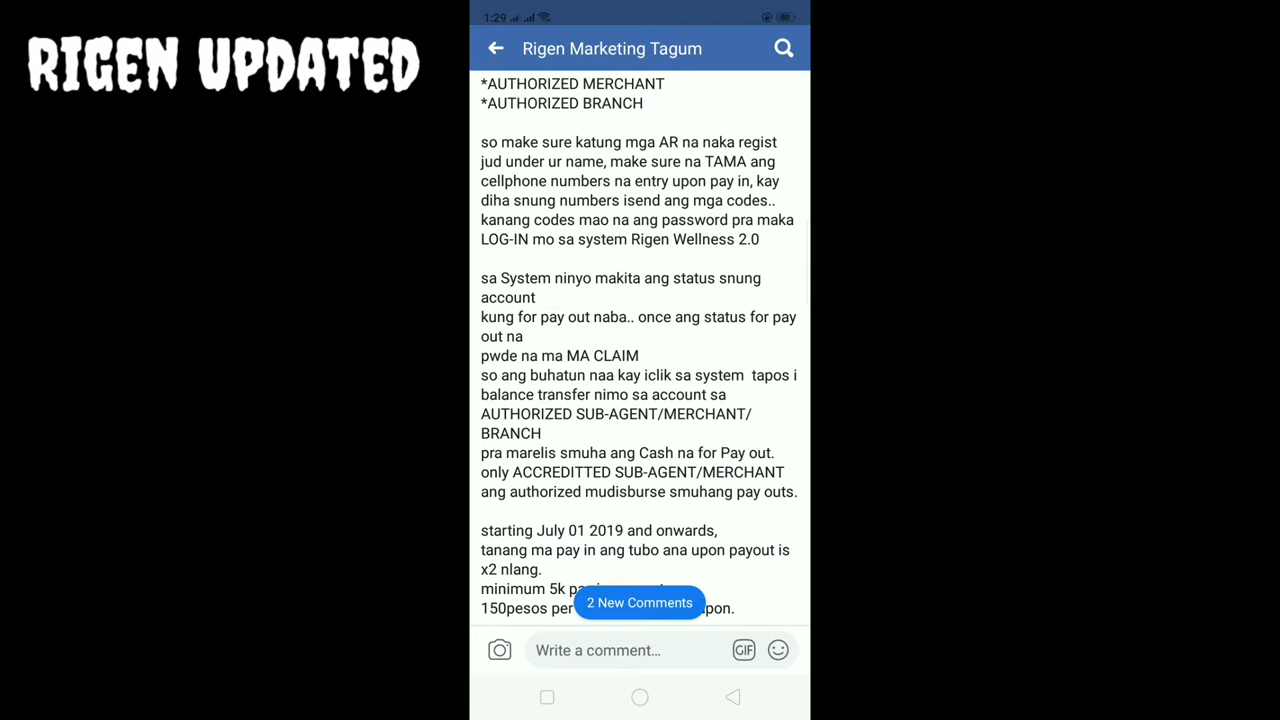 RIGEN UPDATED
1:29
80
Rigen Marketing Tagum
*AUTHORIZED MERCHANT
*AUTHORIZED BRANCH
so make sure katung mga AR na naka regist
jud under ur name, make sure na TAMA ang
cellphone numbers na entry upon pay in, kay
diha snung numbers isend ang mga codes..
kanang codes mao na ang password pra maka
LOG-IN mo sa system Rigen Wellness 2.0
sa System ninyo makita ang status snung
account
kung for pay out naba.. once ang status for pay
out na
pwde na ma MA CLAIM
so ang buhatun naa kay iclik sa system tapos i
balance transfer nimo sa account sa
AUTHORIZED SUB-AGENT/MERCHANT/
BRANCH
pra marelis smuha ang Cash na for Pay out.
only ACCREDITTED SUB-AGENT/MERCHANT
ang authorized mudisburse smuhang pay outs.
starting July 01 2019 and onwards,
tanang ma pay in ang tubo ana upon payout is
x2 nlang.
minimum 5k
150pesos per
2 New Comments
Write a comment...
GIF